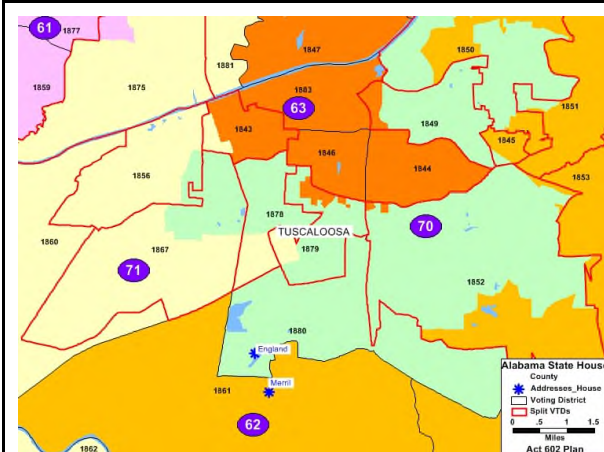 61
1877
1859
1875
1881
1847
1850
1851
1883
63
1843
1849
1845
1846
1844
1853
1856
1878
TUSCALOOSA
70
1860
1867
1879
71
1852
1880
England
Merril
1861
62
1862
Alabama State House
County
Addresses_House
Voting District
Split VTDs
0 .5 1 1.5
Miles
Act 602 Plan